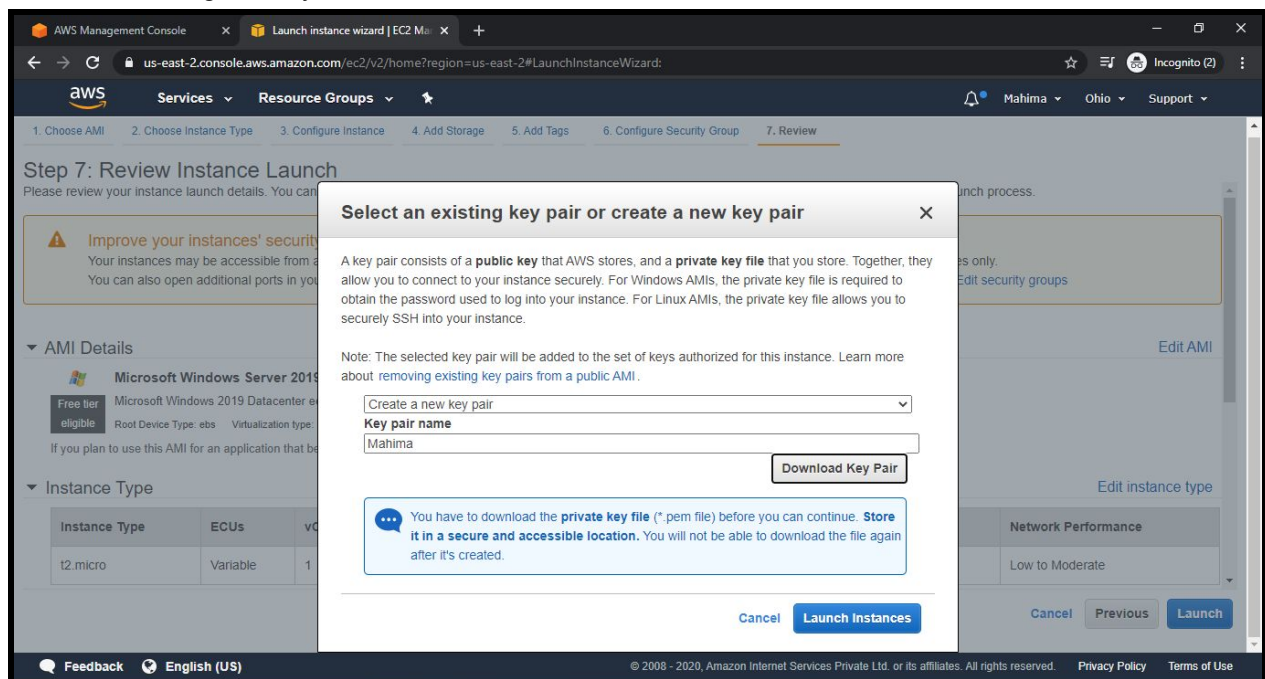 AWS Management Console
Launch instance wizard | EC2 Ma
us-east-2.console.aws.amazon.com/ec2/v2/home?region=us-east-2#LaunchInstanceWizard:
Incognito (2)
aws Services Resource Groups Mahima Ohio Support
1. Choose AMI 2. Choose Instance Type 3. Configure Instance 4. Add Storage 5. Add Tags 6. Configure Security Group 7. Review
Step 7: Review Instance Launch
Please review your instance launch details. You can unch process.
Improve your instances' security
Your instances may be accessible from a es only.
You can also open additional ports in you Edit security groups
AMI Details Edit AMI
Microsoft Windows Server 2019
Free tier eligible
Microsoft Windows 2019 Datacenter e
Root Device Type: ebs Virtualization type:
If you plan to use this AMI for an application that be
Instance Type Edit instance type
Instance Type ECUs vC Network Performance
t2.micro Variable 1 Low to Moderate
Cancel Previous Launch
Select an existing key pair or create a new key pair
A key pair consists of a public key that AWS stores, and a private key file that you store. Together, they
allow you to connect to your instance securely. For Windows AMIs, the private key file is required to
obtain the password used to log into your instance. For Linux AMIs, the private key file allows you to
securely SSH into your instance.
Note: The selected key pair will be added to the set of keys authorized for this instance. Learn more
about removing existing key pairs from a public AMI.
Create a new key pair
Key pair name
Mahima
Download Key Pair
You have to download the private key file (*.pem file) before you can continue. Store
it in a secure and accessible location. You will not be able to download the file again
after it's created.
Cancel Launch Instances
Feedback English (US) © 2008 - 2020, Amazon Internet Services Private Ltd. or its affiliates. All rights reserved. Privacy Policy Terms of Use